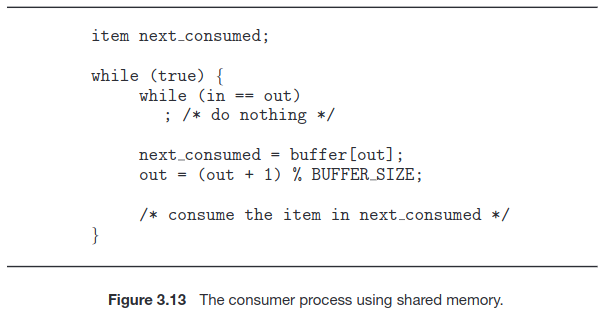 item next_consumed;
while (true) {
while (in == out)
; /* do nothing */
next_consumed = buffer[out];
out = (out + 1) % BUFFER_SIZE;
/* consume the item in next_consumed */
}
Figure 3.13 The consumer process using shared memory.